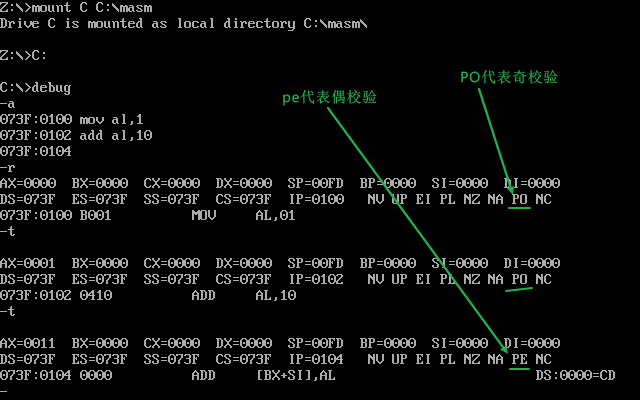 Z:\>mount C C:\masm
Drive C is mounted as local directory C:\masm\
Z:\>C:
C:\>debug
PO代表奇校验
pe代表偶校验
-a
073F:0100 mov al,1
073F:0102 add al,10
073F:0104
-r
AX=0000 BX=0000 CX=0000 DX=0000 SP=00FD BP=0000 SI=0000 DI=0000
DS=073F ES=073F SS=073F CS=073F IP=0100 NV UP EI PL NZ NA PO NC
073F:0100 B001 MOV AL,01
-t
AX=0001 BX=0000 CX=0000 DX=0000 SP=00FD BP=0000 SI=0000 DI=0000
DS=073F ES=073F SS=073F CS=073F IP=0102 NV UP EI PL NZ NA PO NC
073F:0102 0410 ADD AL,10
-t
AX=0011 BX=0000 CX=0000 DX=0000 SP=00FD BP=0000 SI=0000 DI=0000
DS=073F ES=073F SS=073F CS=073F IP=0104 NV UP EI PL NZ NA PE NC
073F:0104 0000 ADD [BX+SI],AL DS:0000=CD
-